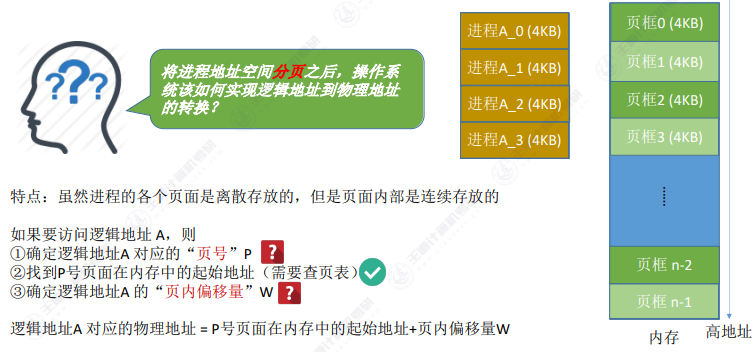 ???
将进程地址空间分页之后，操作系
统该如何实现逻辑地址到物理地址
的转换？
进程A_0 (4KB)
进程A_1 (4KB)
进程A_2 (4KB)
进程A_3 (4KB)
页框0 (4KB)
页框1 (4KB)
页框2 (4KB)
页框3 (4KB)
......
页框 n-2
页框 n-1
内存
高地址
特点：虽然进程的各个页面是离散存放的，但是页面内部是连续存放的
如果要访问逻辑地址 A，则
①确定逻辑地址A 对应的“页号”P ?
②找到P号页面在内存中的起始地址（需要查页表）
③确定逻辑地址A 的“页内偏移量”W ?
逻辑地址A 对应的物理地址 = P号页面在内存中的起始地址+页内偏移量W